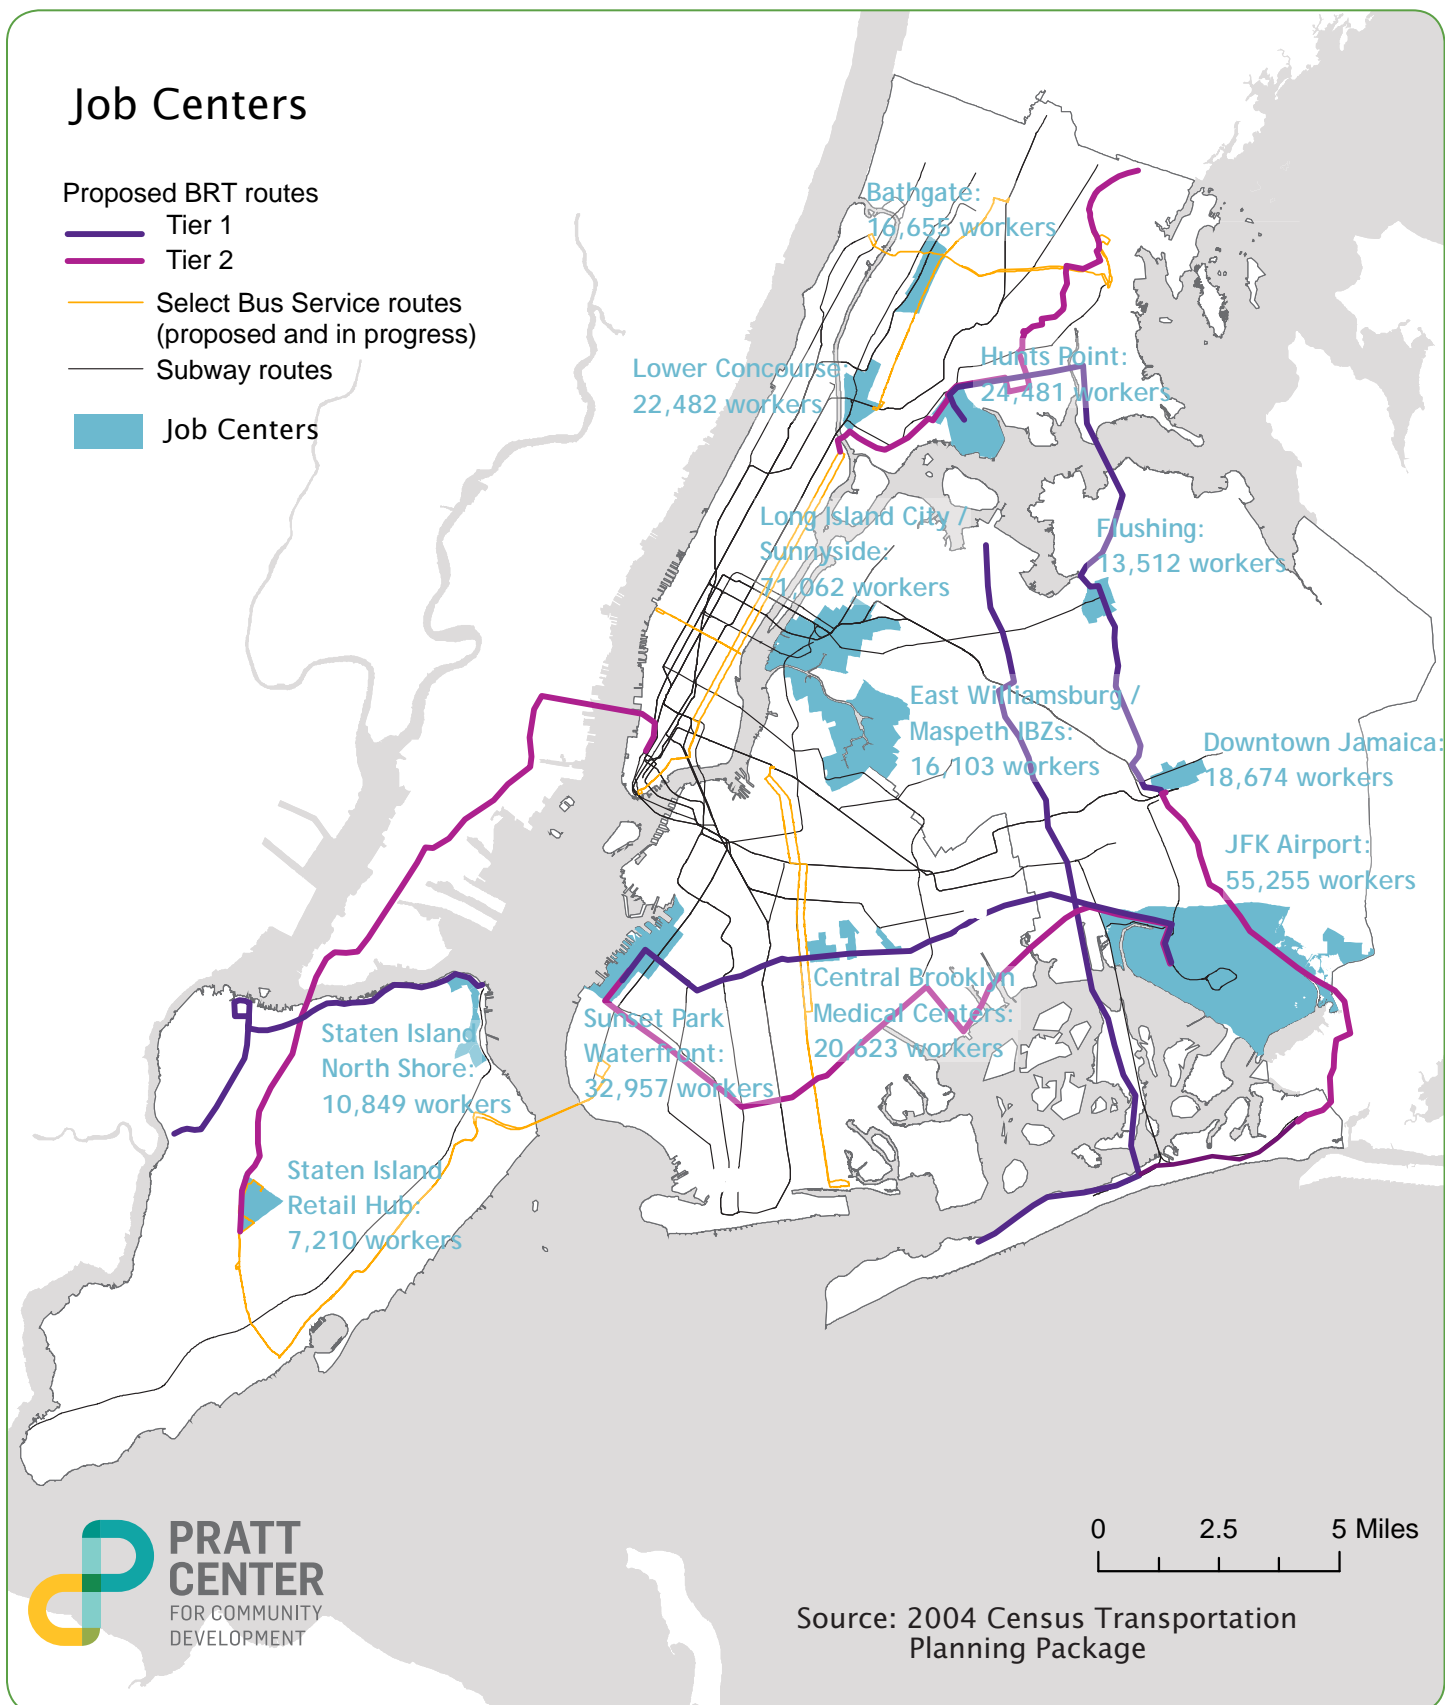 Job Centers
Proposed BRT routes
Tier 1
Tier 2
Select Bus Service routes
(proposed and in progress)
Subway routes
Job Centers
Bathgate:
16,655 workers
Lower Concourse:
22,482 workers
Hunts Point:
24,481 workers
Long Island City /
Sunnyside:
71,062 workers
Flushing:
13,512 workers
East Williamsburg /
Maspeth IBZs:
16,103 workers
Downtown Jamaica:
18,674 workers
JFK Airport:
55,255 workers
Central Brooklyn
Medical Centers:
20,623 workers
Sunset Park
Waterfront:
32,957 workers
Staten Island
North Shore:
10,849 workers
Staten Island
Retail Hub:
7,210 workers
PRATT
CENTER
FOR COMMUNITY
DEVELOPMENT
0 2.5 5 Miles
Source: 2004 Census Transportation
Planning Package